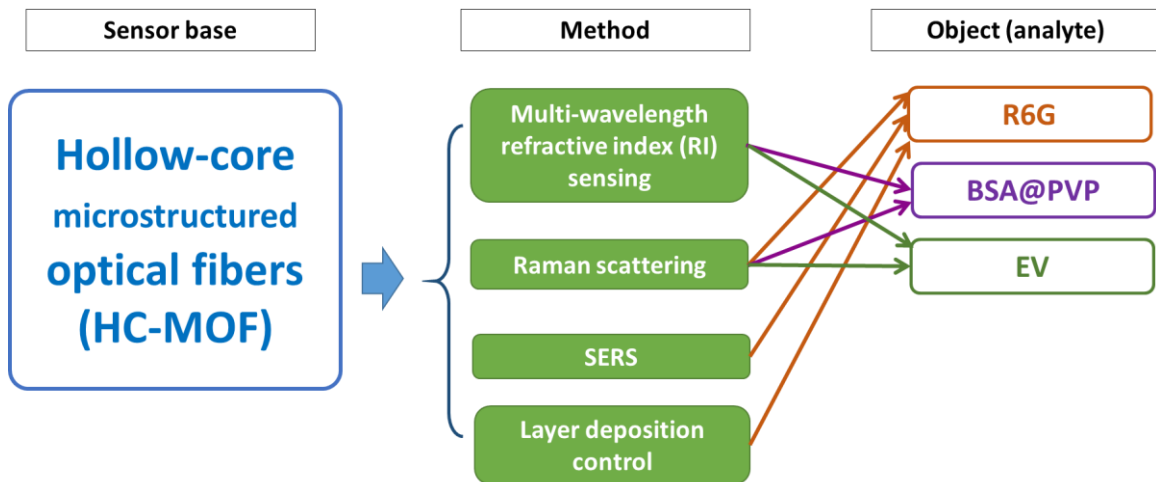 Sensor base
Method
Object (analyte)
Hollow-core
microstructured
optical fibers
(HC-MOF)
Multi-wavelength
refractive index (RI)
sensing
Raman scattering
SERS
Layer deposition
control
R6G
BSA@PVP
EV